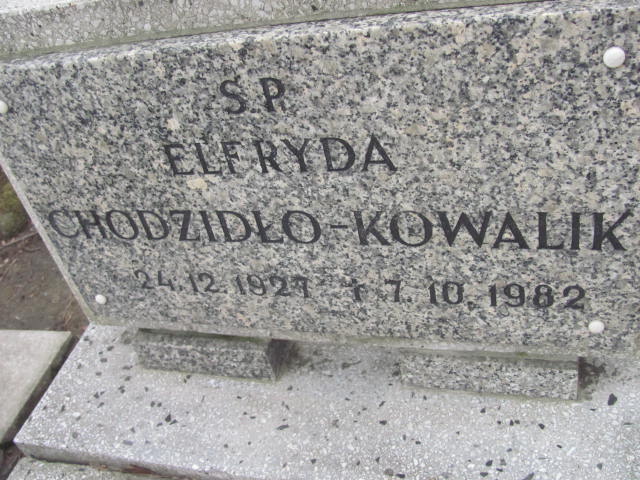 S.P.
ELFRYDA
CHODZIDŁO-KOWALIK
24.12.1927 † 7.10.1982